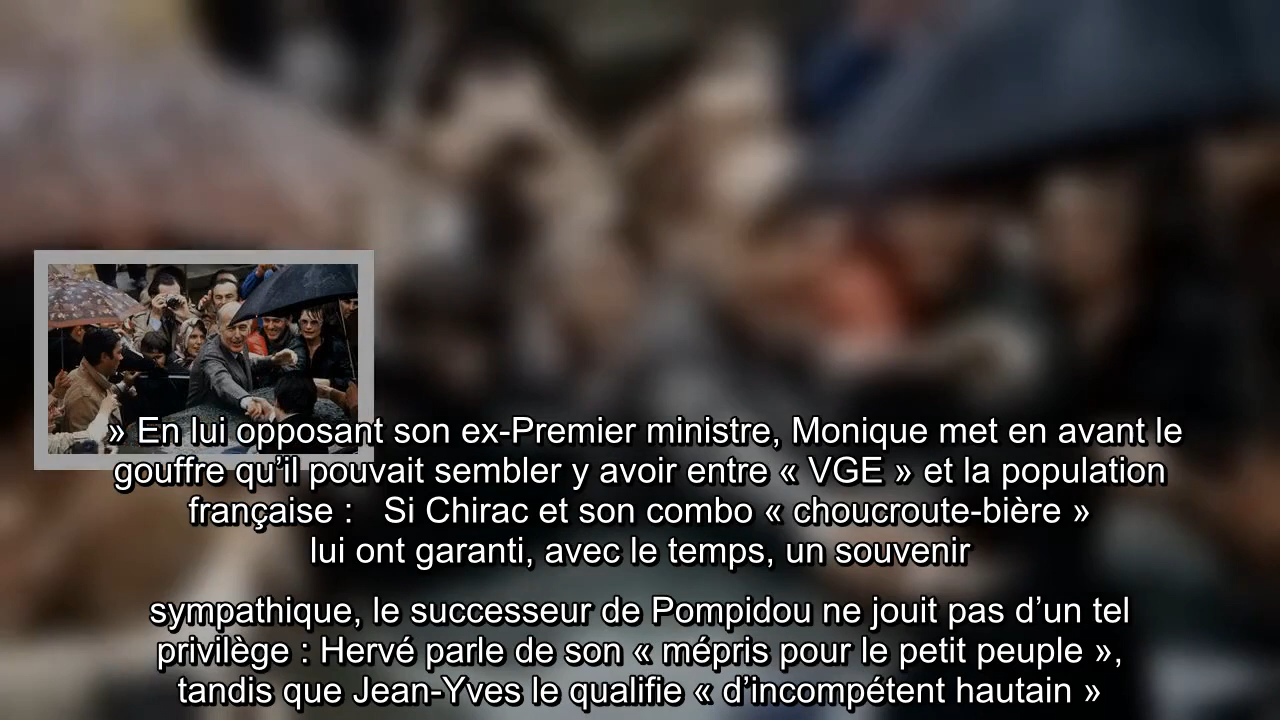 » En lui opposant son ex-Premier ministre, Monique met en avant le
gouffre qu’il pouvait sembler y avoir entre « VGE » et la population
française :   Si Chirac et son combo « choucroute-bière »
lui ont garanti, avec le temps, un souvenir
sympathique, le successeur de Pompidou ne jouit pas d’un tel
privilège : Hervé parle de son « mépris pour le petit peuple »,
tandis que Jean-Yves le qualifie « d’incompétent hautain »